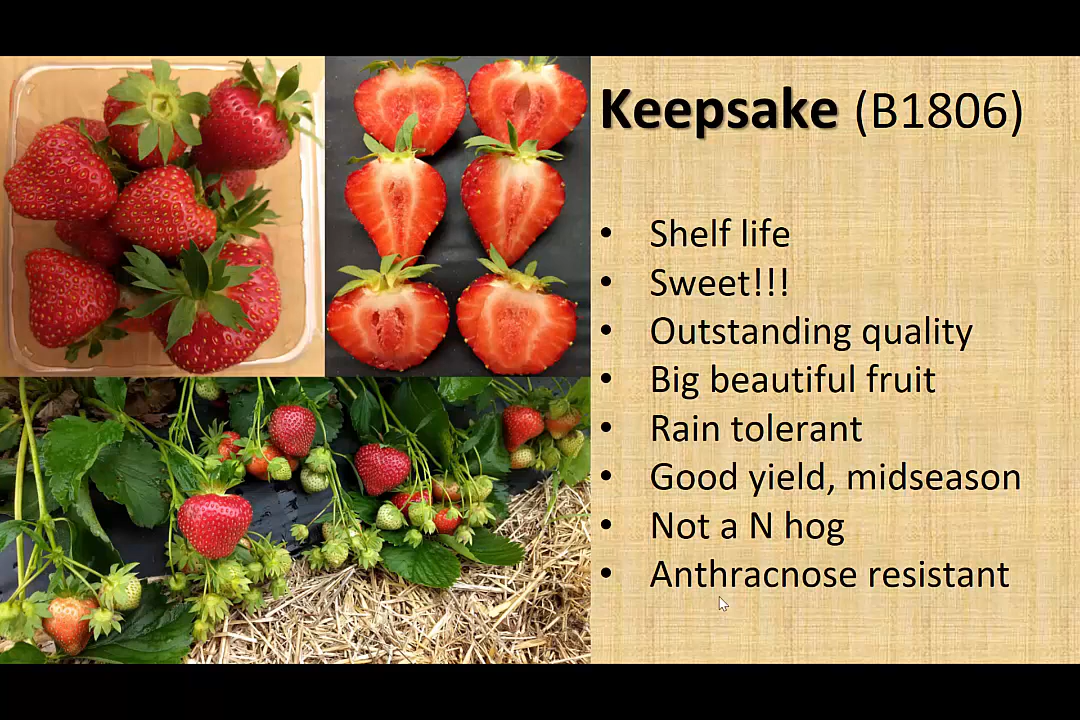 Keepsake (B1806)
• Shelf life
• Sweet!!!
• Outstanding quality
• Big beautiful fruit
• Rain tolerant
• Good yield, midseason
• Not a N hog
• Anthracnose resistant